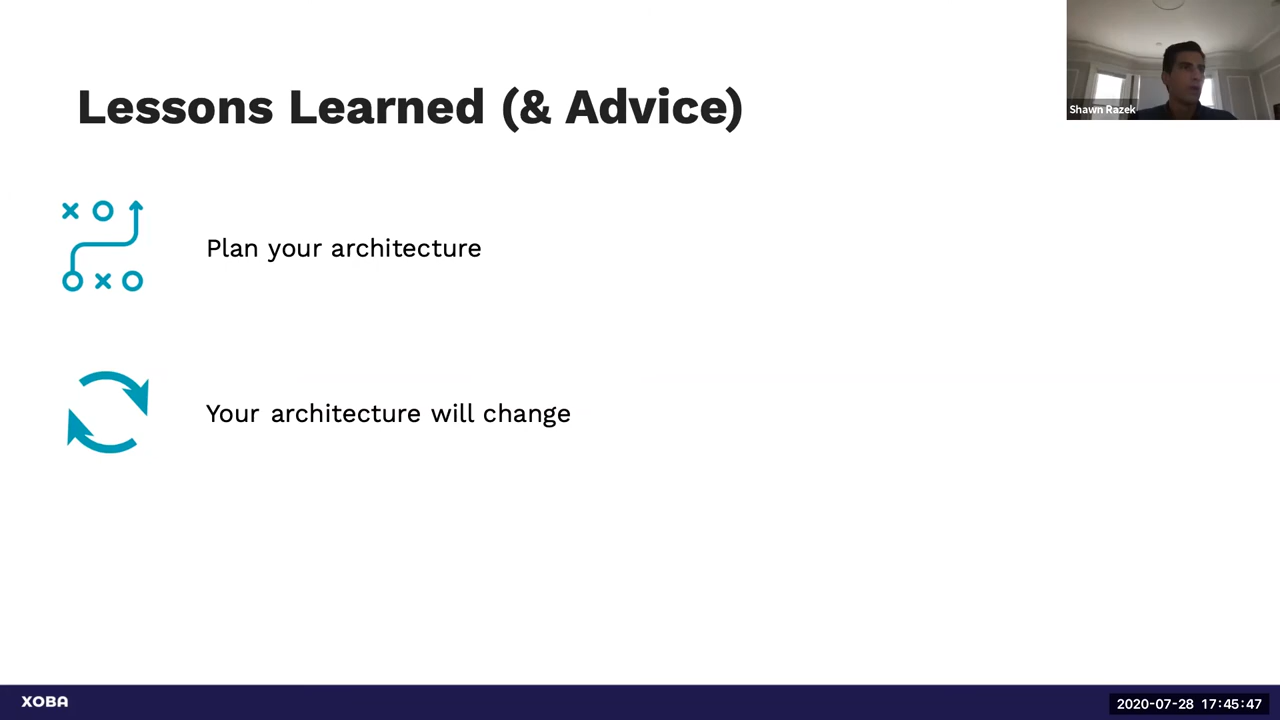 Lessons Learned (& Advice)
Shawn Razek
Plan your architecture
Your architecture will change
XOBA
2020-07-28 17:45:47